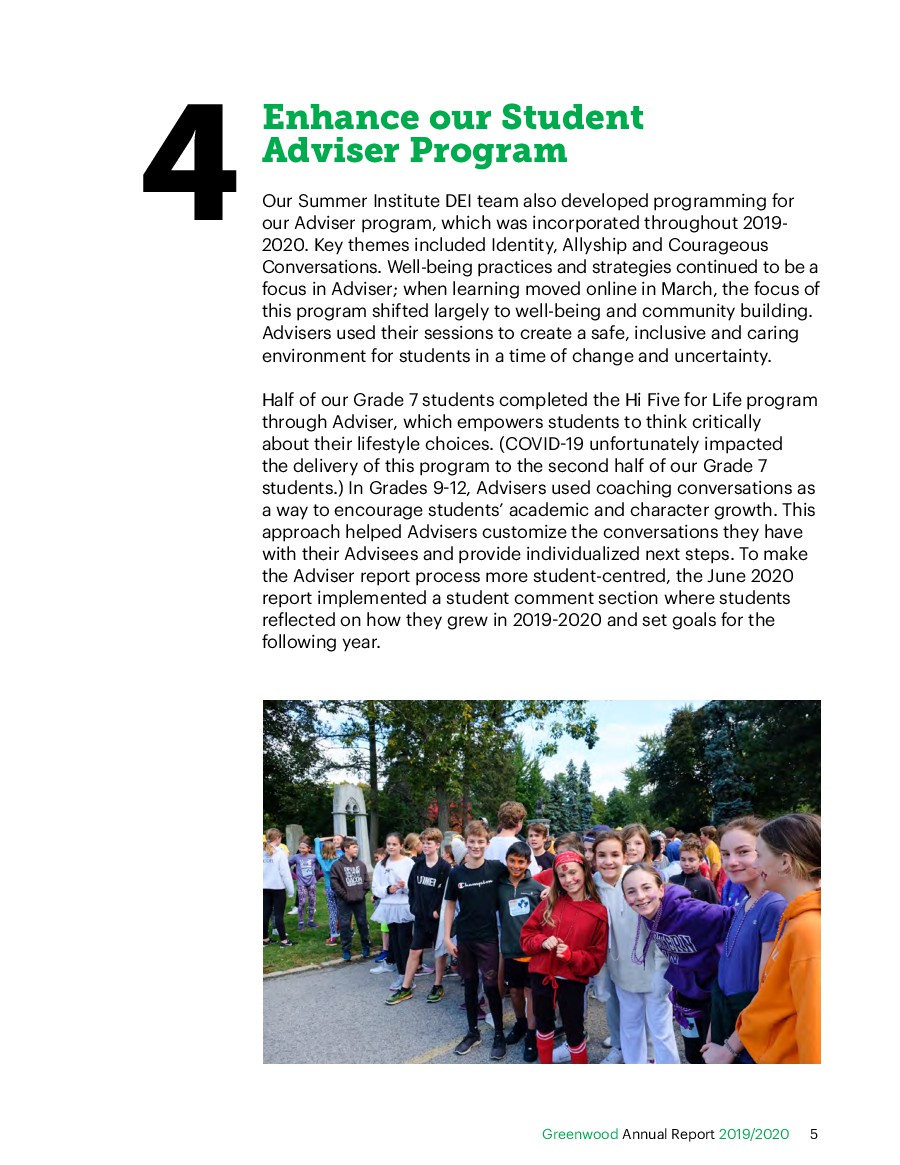 4
Enhance our Student
Adviser Program
Our Summer Institute DEI team also developed programming for
our Adviser program, which was incorporated throughout 2019-
2020. Key themes included Identity, Allyship and Courageous
Conversations. Well-being practices and strategies continued to be a
focus in Adviser; when learning moved online in March, the focus of
this program shifted largely to well-being and community building.
Advisers used their sessions to create a safe, inclusive and caring
environment for students in a time of change and uncertainty.
Half of our Grade 7 students completed the Hi Five for Life program
through Adviser, which empowers students to think critically
about their lifestyle choices. (COVID-19 unfortunately impacted
the delivery of this program to the second half of our Grade 7
students.) In Grades 9-12, Advisers used coaching conversations as
a way to encourage students’ academic and character growth. This
approach helped Advisers customize the conversations they have
with their Advisees and provide individualized next steps. To make
the Adviser report process more student-centred, the June 2020
report implemented a student comment section where students
reflected on how they grew in 2019-2020 and set goals for the
following year.
Champion
Greenwood Annual Report 2019/2020 5